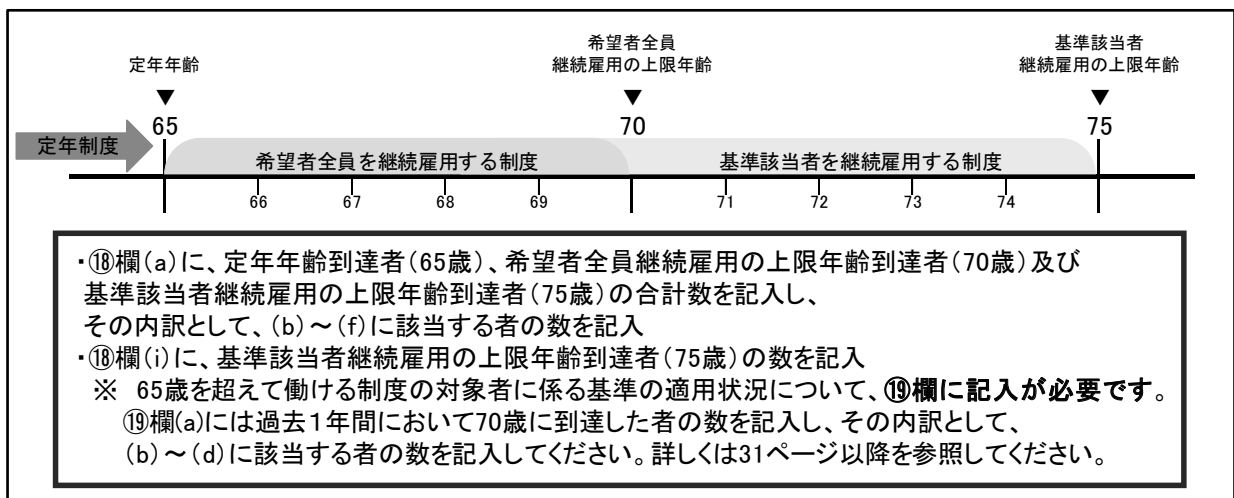 定年年齢
希望者全員
継続雇用の上限年齢
基準該当者
継続雇用の上限年齢
▼ ▼ ▼
65 70 75
定年制度
希望者全員を継続雇用する制度 基準該当者を継続雇用する制度
66 67 68 69 71 72 73 74
・⑱欄(a)に、定年年齢到達者(65歳)、希望者全員継続雇用の上限年齢到達者(70歳)及び
基準該当者継続雇用の上限年齢到達者(75歳)の合計数を記入し、
その内訳として、(b)～(f)に該当する者の数を記入
・⑱欄(i)に、基準該当者継続雇用の上限年齢到達者(75歳)の数を記入
※ 65歳を超えて働ける制度の対象者に係る基準の適用状況について、⑲欄に記入が必要です。
⑲欄(a)には過去1年間において70歳に到達した者の数を記入し、その内訳として、
(b)～(d)に該当する者の数を記入してください。詳しくは31ページ以降を参照してください。